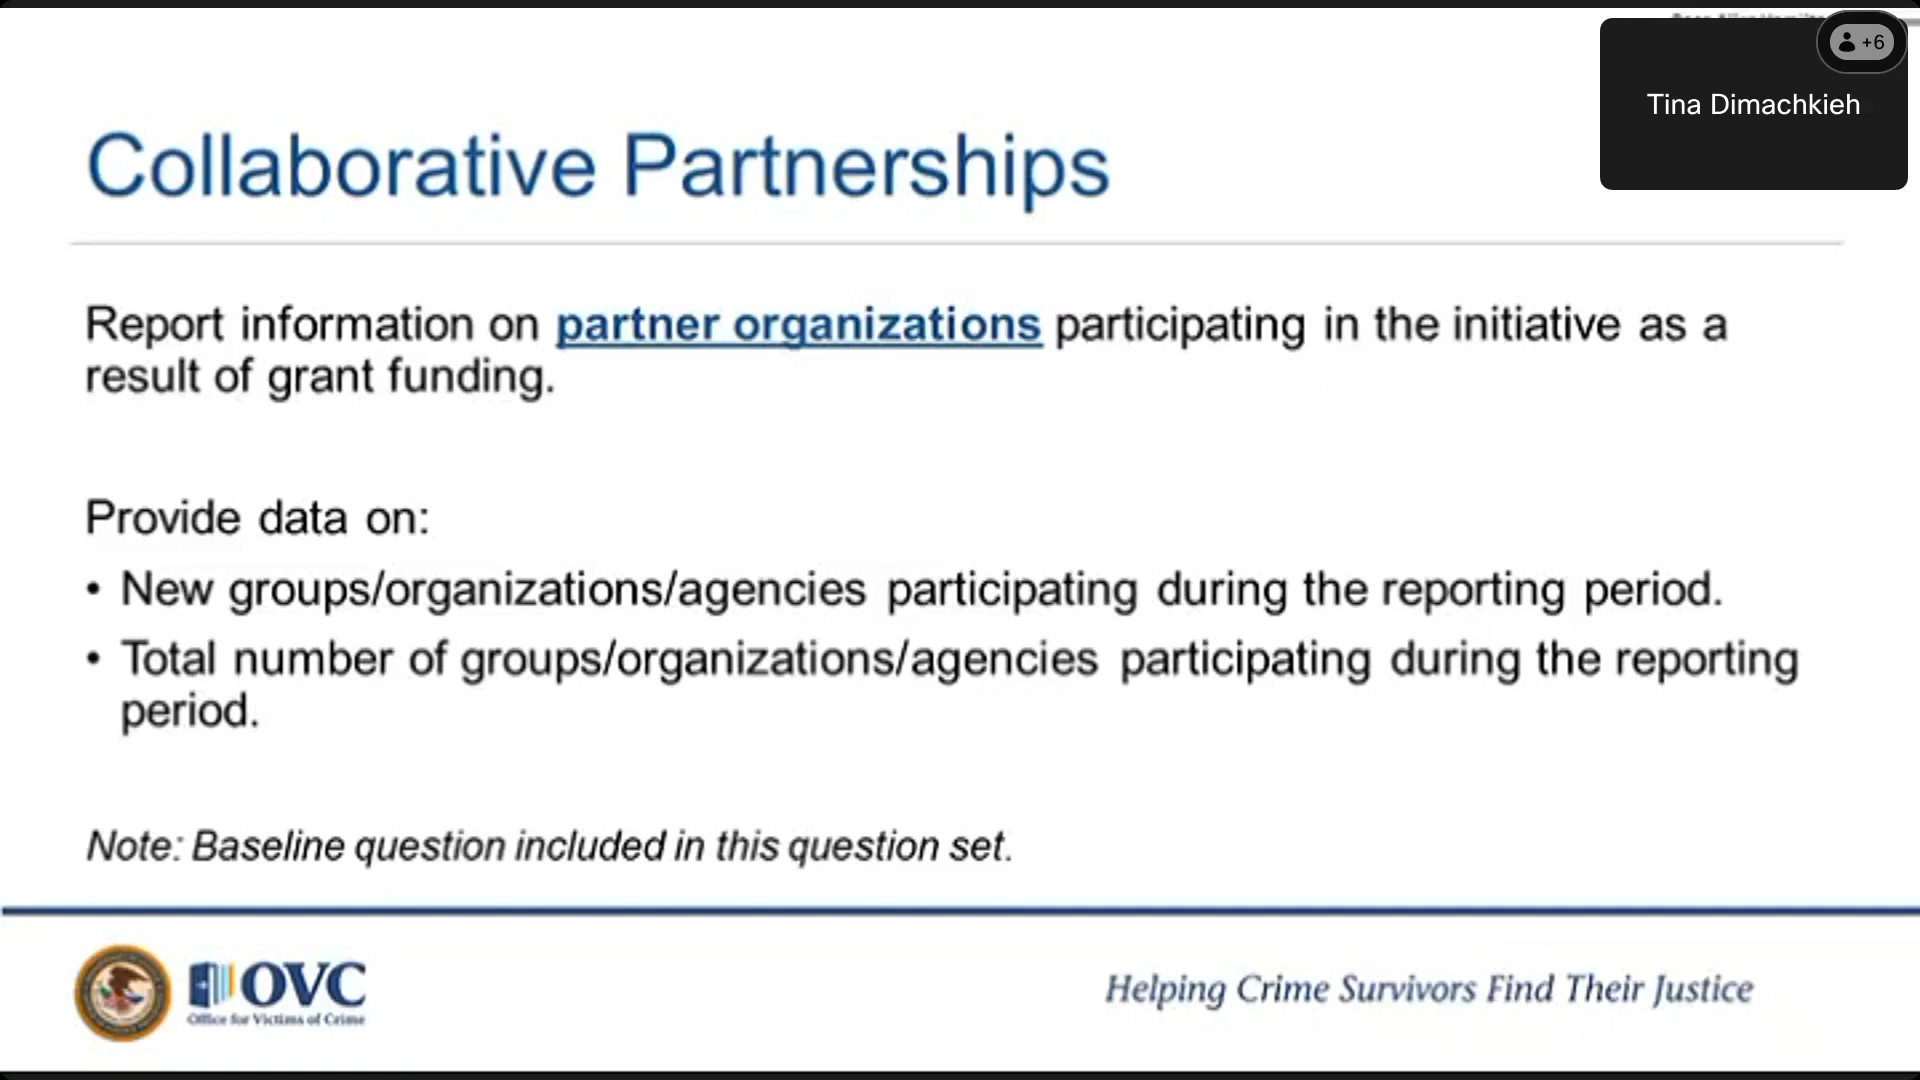 +6
Tina Dimachkieh
Collaborative Partnerships
Report information on partner organizations participating in the initiative as a
result of grant funding.
Provide data on:
• New groups/organizations/agencies participating during the reporting period.
• Total number of groups/organizations/agencies participating during the reporting
period.
Note: Baseline question included in this question set.
OVC
Office for Victims of Crime
Helping Crime Survivors Find Their Justice